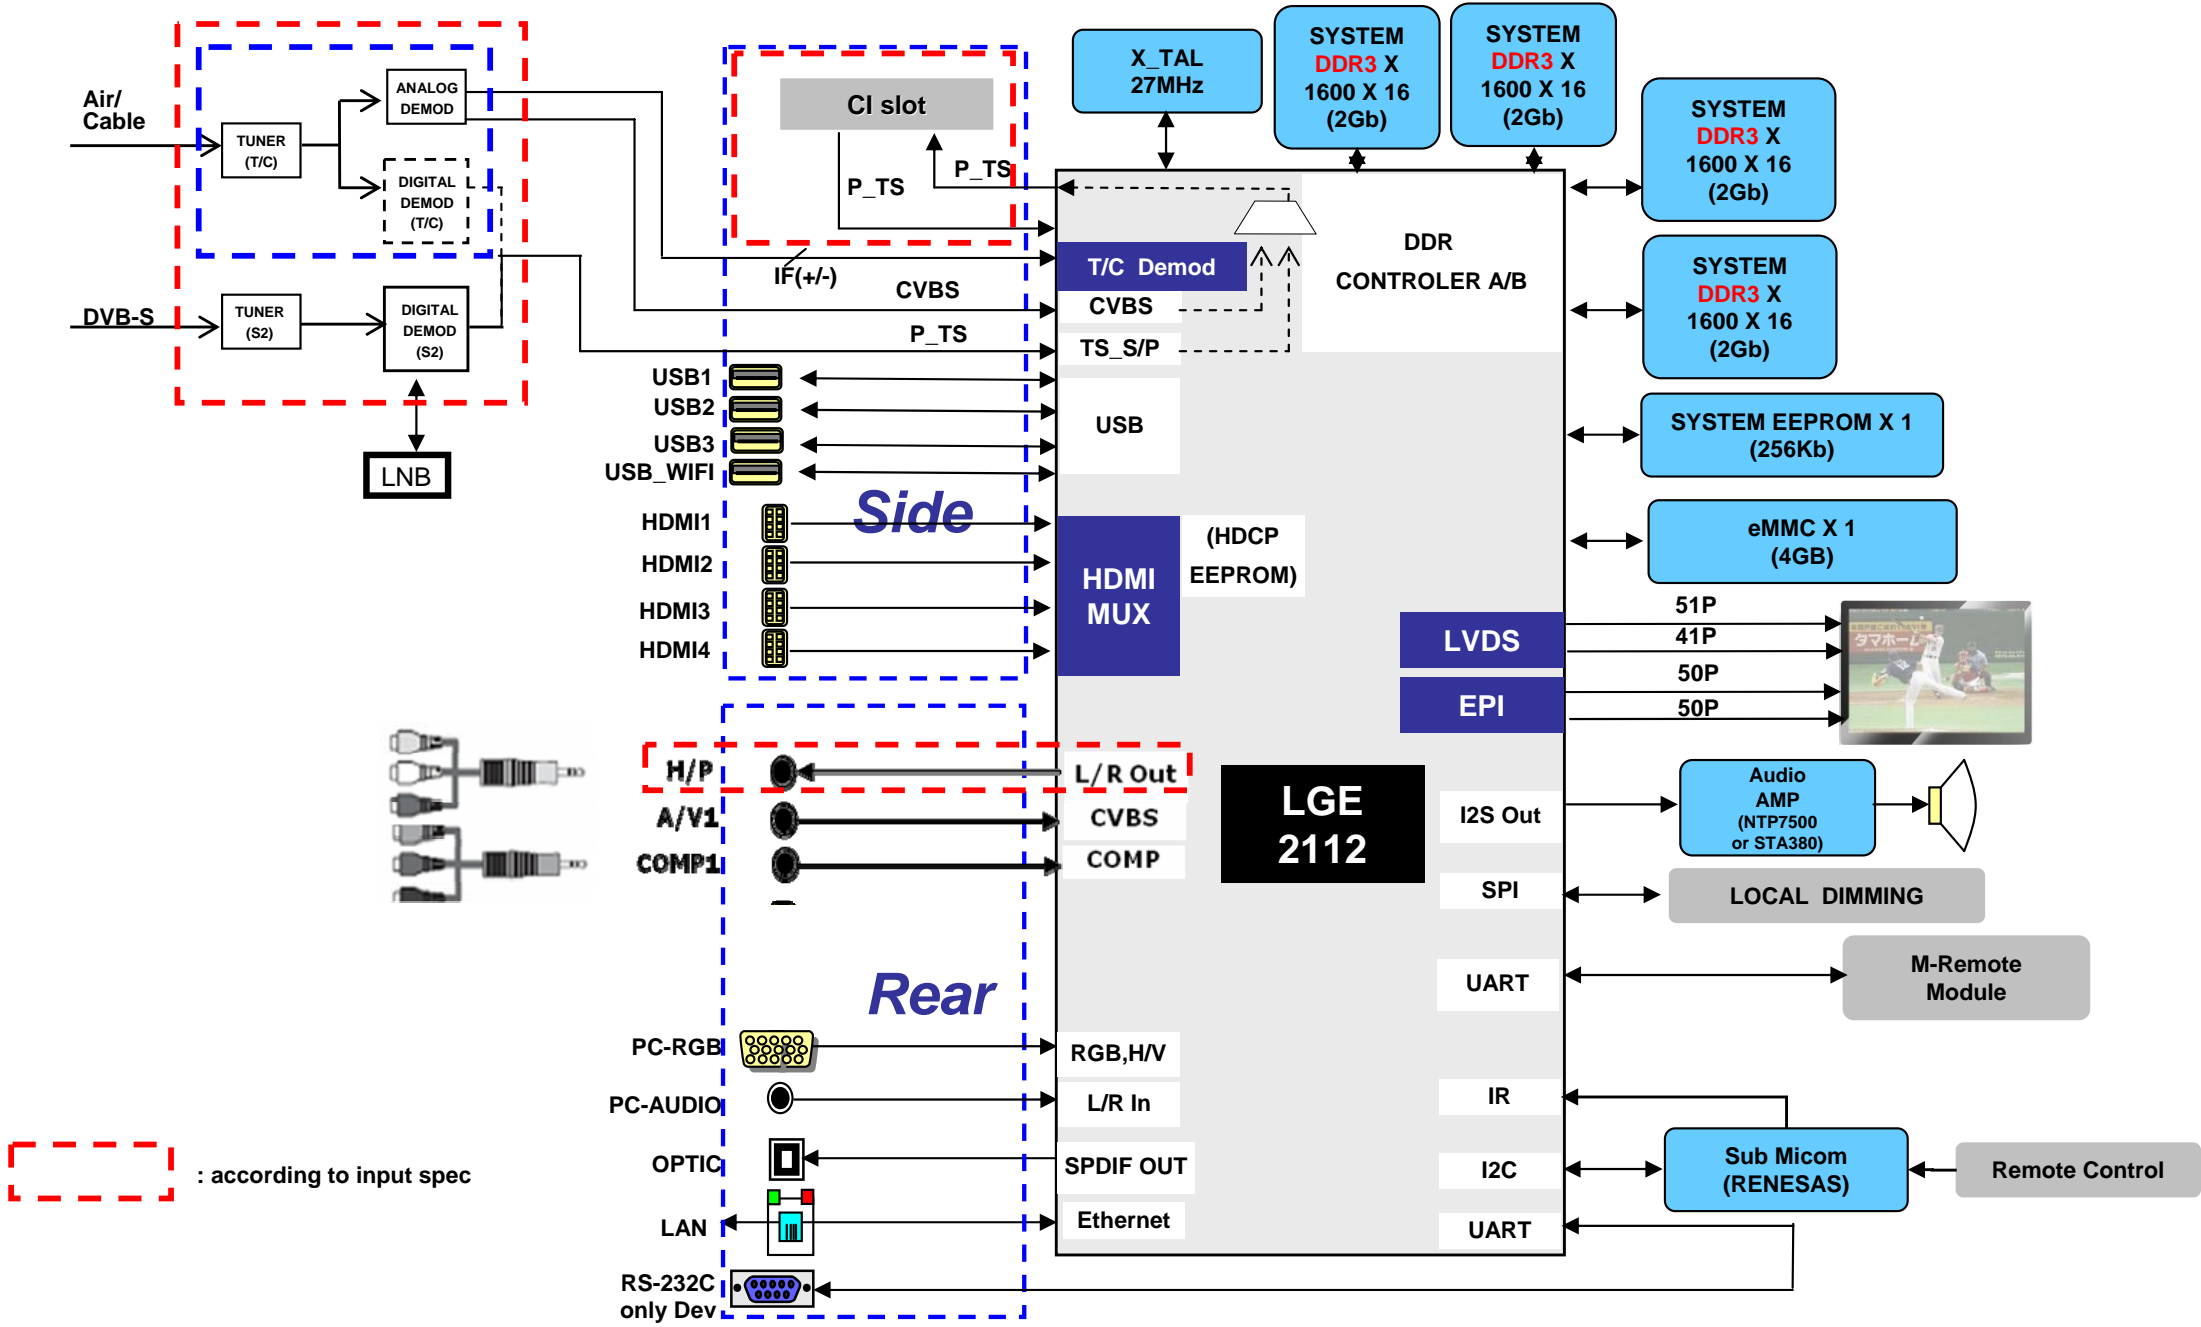 Air/
Cable
TUNER
(T/C)
ANALOG
DEMOD
DIGITAL
DEMOD
(T/C)
DVB-S
TUNER
(S2)
DIGITAL
DEMOD
(S2)
LNB
CI slot
P_TS
P_TS
IF(+/-)
CVBS
P_TS
USB1
USB2
USB3
USB_WIFI
Side
HDMI1
HDMI2
HDMI3
HDMI4
X_TAL
27MHz
SYSTEM
DDR3 X
1600 X 16
(2Gb)
SYSTEM
DDR3 X
1600 X 16
(2Gb)
SYSTEM
DDR3 X
1600 X 16
(2Gb)
SYSTEM
DDR3 X
1600 X 16
(2Gb)
DDR
CONTROLER A/B
T/C Demod
CVBS
TS_S/P
USB
(HDCP
EEPROM)
HDMI
MUX
SYSTEM EEPROM X 1
(256Kb)
eMMC X 1
(4GB)
LVDS
EPI
51P
41P
50P
50P
タマホーム
H/P
A/V1
COMP1
L/R Out
CVBS
COMP
LGE
2112
I2S Out
SPI
UART
Audio
AMP
(NTP7500
or STA380)
LOCAL DIMMING
M-Remote
Module
Rear
PC-RGB
PC-AUDIO
OPTIC
LAN
RS-232C
only Dev
RGB,H/V
L/R In
SPDIF OUT
Ethernet
IR
I2C
UART
Sub Micom
(RENESAS)
Remote Control
: according to input spec